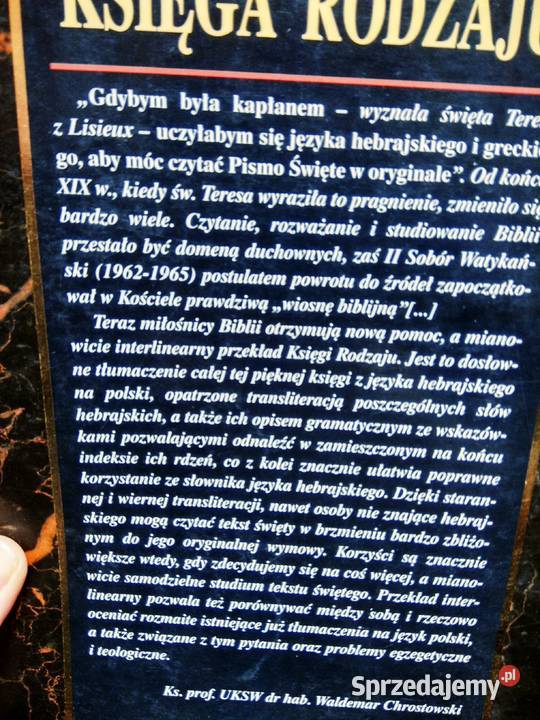 KSIĘGA RODZAJU
„Gdybym była kapłanem – wyznała święta Tere
z Lisieux – uczyłabym się języka hebrajskiego i greckie
go, aby móc czytać Pismo Święte w oryginale”. Od końc
XIX w., kiedy św. Teresa wyraziła to pragnienie, zmieniło się
bardzo wiele. Czytanie, rozważanie i studiowanie Biblii
przestało być domeną duchownych, zaś II Sobór Watykań-
ski (1962-1965) postulatem powrotu do źródeł zapoczątko-
wał w Kościele prawdziwą „wiosnę biblijną”[...]
Teraz miłośnicy Biblii otrzymują nową pomoc, a miano-
wicie interlinearny przekład Księgi Rodzaju. Jest to dosłow-
ne tłumaczenie całej tej pięknej księgi z języka hebrajskiego
na polski, opatrzone transliteracją poszczególnych słów
hebrajskich, a także ich opisem gramatycznym ze wskazów-
kami pozwalającymi odnaleźć w zamieszczonym na końcu
indeksie ich rdzeń, co z kolei znacznie ułatwia poprawne
korzystanie ze słownika języka hebrajskiego. Dzięki staran-
nej i wiernej transliteracji, nawet osoby nie znające hebraj-
skiego mogą czytać tekst święty w brzmieniu bardzo zbliżo-
nym do jego oryginalnej wymowy. Korzyści są znacznie
większe wtedy, gdy zdecydujemy się na coś więcej, a miano-
wicie samodzielne studium tekstu świętego. Przekład inter-
linearny pozwala też porównywać między sobą i rzeczowo
oceniać rozmaite istniejące już tłumaczenia na język polski,
a także związane z tym pytania oraz problemy egzegetyczne
i teologiczne.
Ks. prof. UKSW dr hab. Waldemar Chrostowski
Sprzedajemy.pl